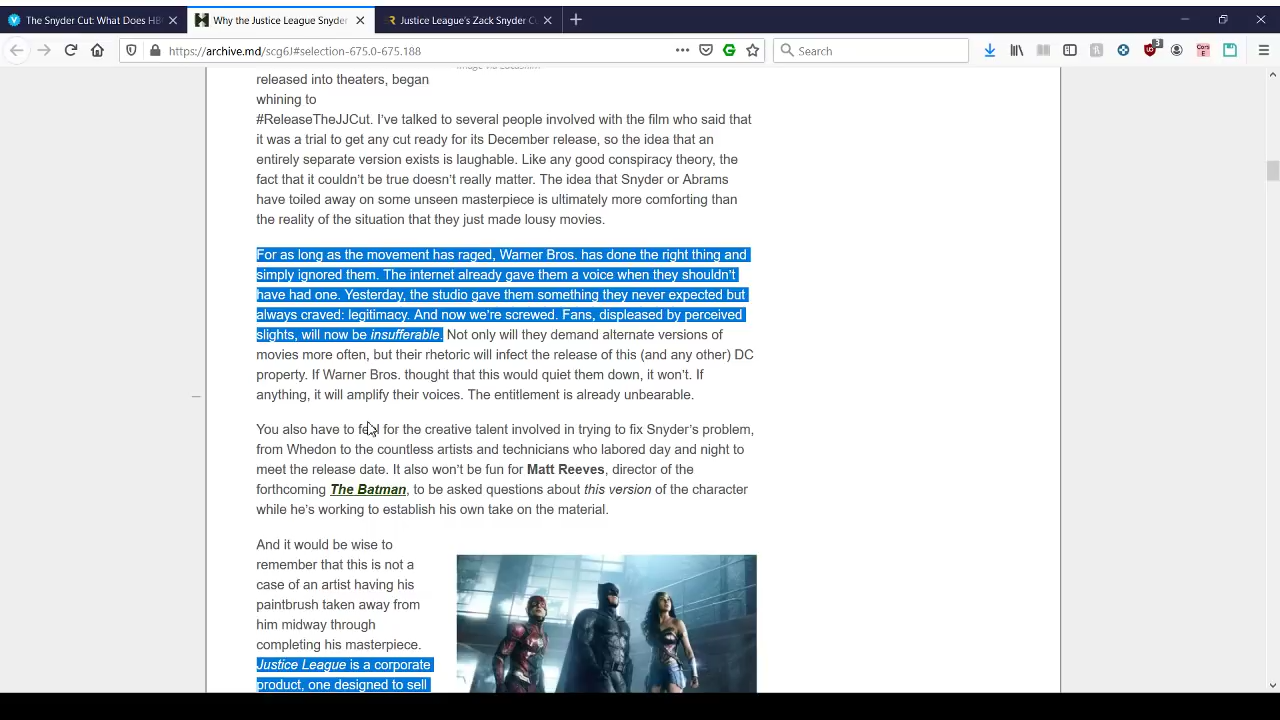 The Snyder Cut: What Does HB
Why the Justice League Snyder
Justice League's Zack Snyder C
https://archive.md/scg6J#selection-675.0-675.188
3
Search
released into theaters, began
whining to
#ReleaseTheJJCut. I've talked to several people involved with the film who said that
it was a trial to get any cut ready for its December release, so the idea that an
entirely separate version exists is laughable. Like any good conspiracy theory, the
fact that it couldn't be true doesn't really matter. The idea that Snyder or Abrams
have toiled away on some unseen masterpiece is ultimately more comforting than
the reality of the situation that they just made lousy movies.
For as long as the movement has raged, Warner Bros. has done the right thing and
simply ignored them. The internet already gave them a voice when they shouldn't
have had one. Yesterday, the studio gave them something they never expected but
always craved: legitimacy. And now we're screwed. Fans, displeased by perceived
slights, will now be insufferable. Not only will they demand alternate versions of
movies more often, but their rhetoric will infect the release of this (and any other) DC
property. If Warner Bros. thought that this would quiet them down, it won't. If
anything, it will amplify their voices. The entitlement is already unbearable.
You also have to feel for the creative talent involved in trying to fix Snyder's problem,
from Whedon to the countless artists and technicians who labored day and night to
meet the release date. It also won't be fun for Matt Reeves, director of the
forthcoming The Batman, to be asked questions about this version of the character
while he's working to establish his own take on the material.
And it would be wise to
remember that this is not a
case of an artist having his
paintbrush taken away from
him midway through
completing his masterpiece.
Justice League is a corporate
product, one designed to sell